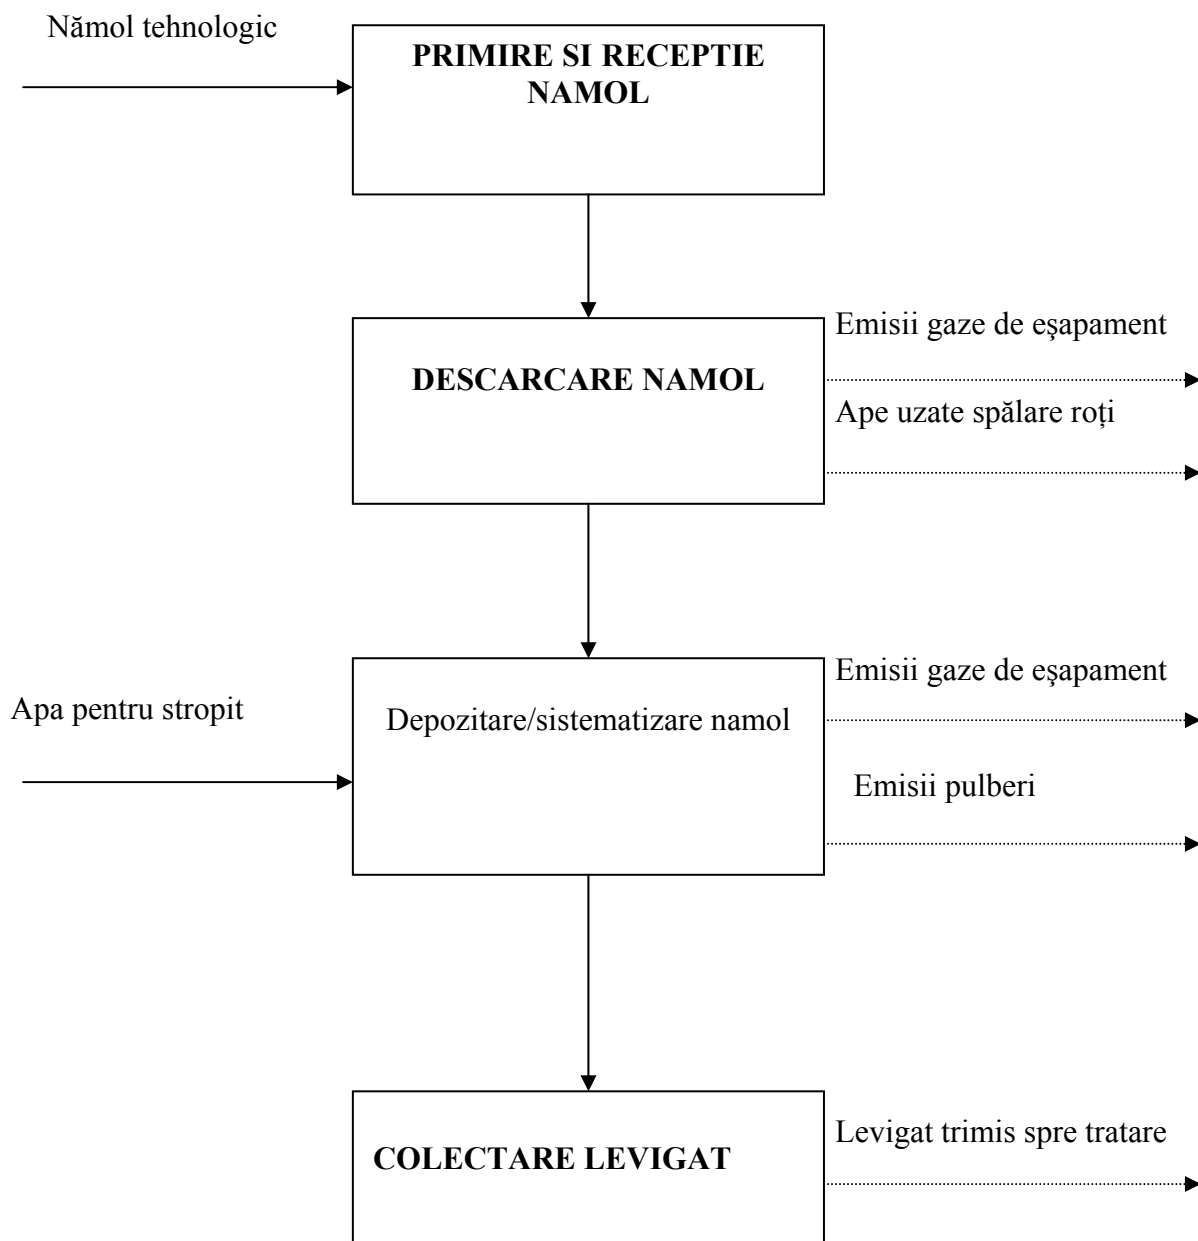 Nămol tehnologic
PRIMIRE SI RECEPTIE
NAMOL
Emisii gaze de eşapament
DESCARCARE NAMOL
Ape uzate spălare roți
Emisii gaze de eşapament
Apa pentru stropit
Depozitare/sistematizare namol
Emisii pulberi
Levigat trimis spre tratare
COLECTARE LEVIGAT